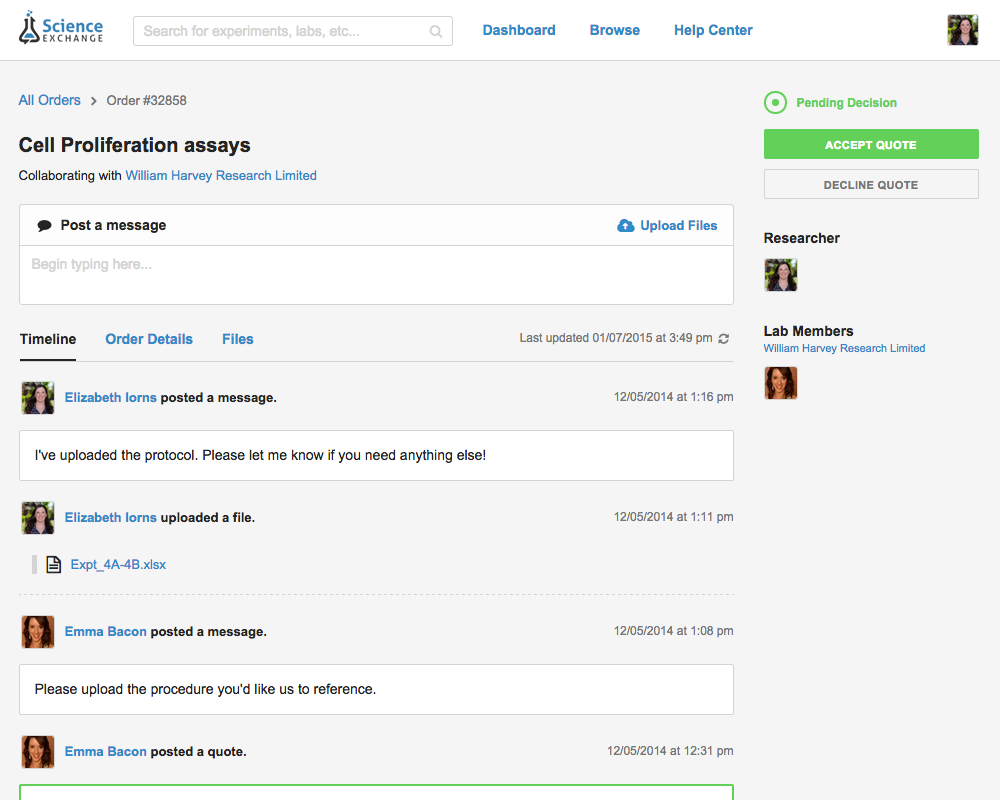 Science
EXCHANGE
Search for experiments, labs, etc...
Dashboard
Browse
Help Center
All Orders
Order #32858
Cell Proliferation assays
Collaborating with William Harvey Research Limited
Post a message
Upload Files
Begin typing here...
Timeline
Order Details
Files
Last updated 01/07/2015 at 3:49 pm
Elizabeth Iorns posted a message.
12/05/2014 at 1:16 pm
I've uploaded the protocol. Please let me know if you need anything else!
Elizabeth Iorns uploaded a file.
12/05/2014 at 1:11 pm
Expt_4A-4B.xlsx
Emma Bacon posted a message.
12/05/2014 at 1:08 pm
Please upload the procedure you'd like us to reference.
Emma Bacon posted a quote.
12/05/2014 at 12:31 pm
Pending Decision
ACCEPT QUOTE
DECLINE QUOTE
Researcher
Lab Members
William Harvey Research Limited